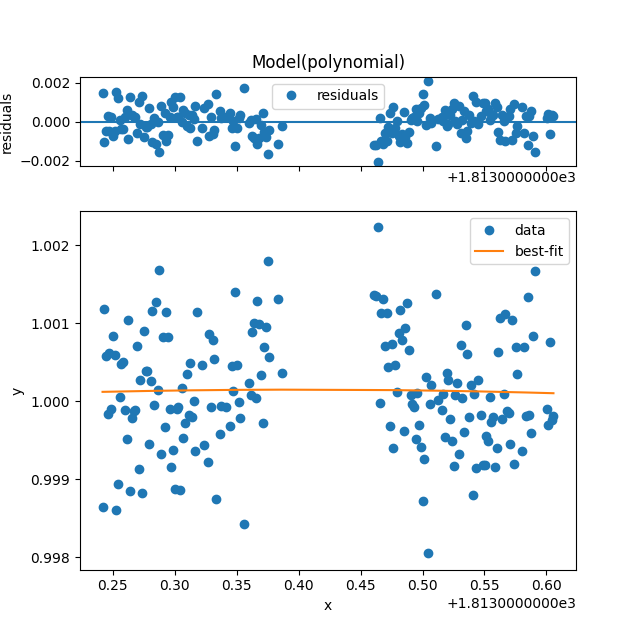 Model(polynomial)
0.002
0.000
−0.002
residuals
residuals
+1.8130000000e3
1.002
1.001
1.000
0.999
0.998
y
data
best-fit
0.25 0.30 0.35 0.40 0.45 0.50 0.55 0.60
x
+1.8130000000e3